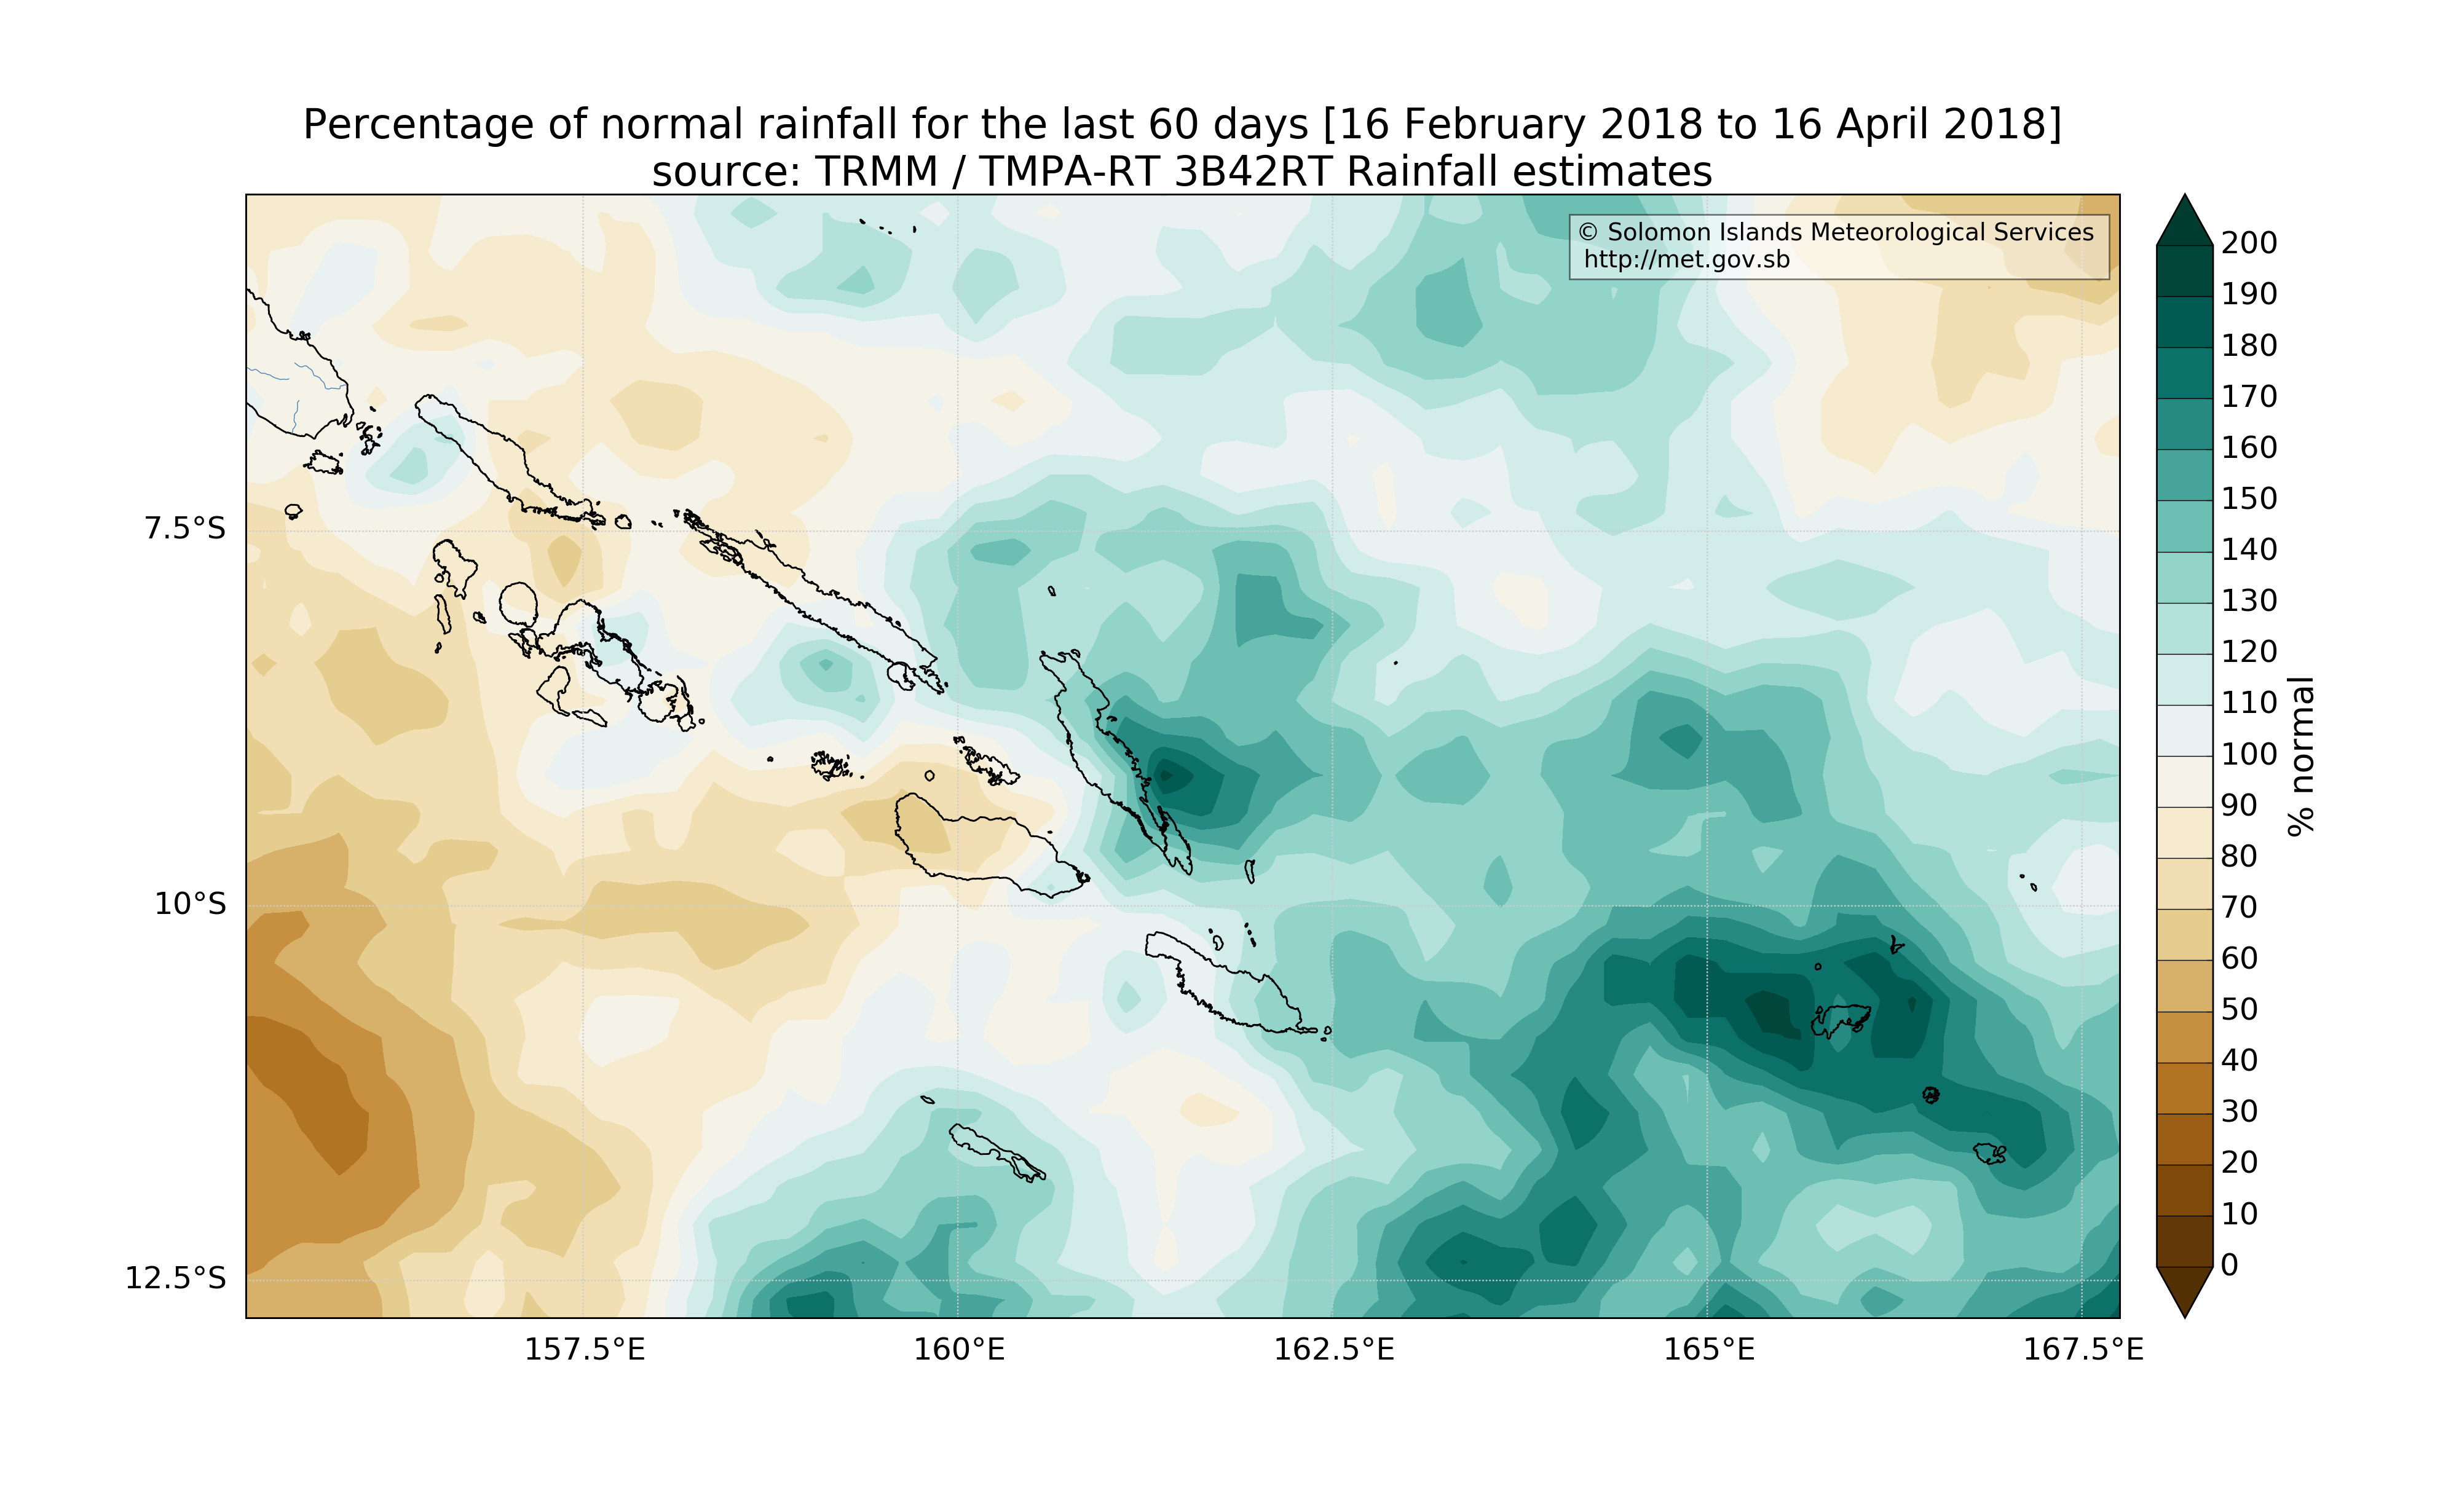 Percentage of normal rainfall for the last 60 days [16 February 2018 to 16 April 2018]
source: TRMM / TMPA-RT 3B42RT Rainfall estimates
© Solomon Islands Meteorological Services
http://met.gov.sb
7.5°S
10°S
12.5°S
157.5°E
160°E
162.5°E
165°E
167.5°E
200
190
180
170
160
150
140
130
120
110
100
90
80
70
60
50
40
30
20
10
0
% normal